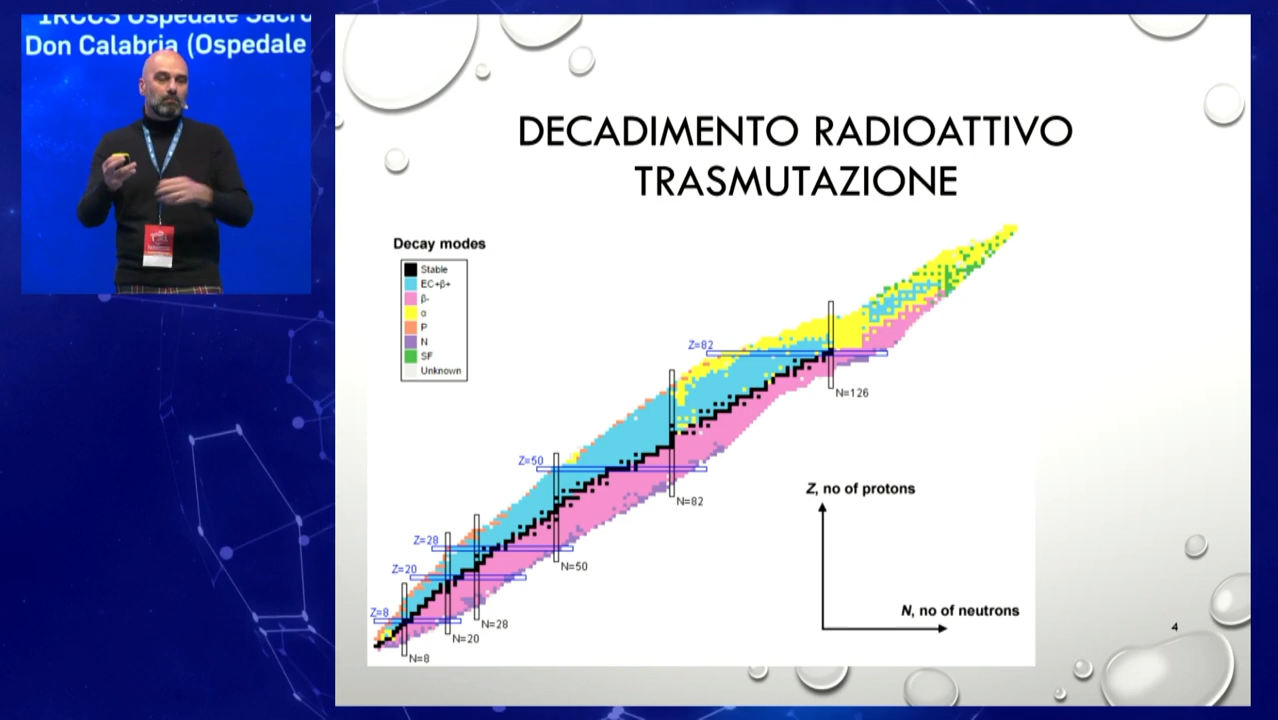 IRCCS Ospedale Sacro
Don Calabria (Ospedale
DECADIMENTO RADIOATTIVO
TRASMUTAZIONE
Decay modes
Stable
EC+β+
β-
α
P
N
SF
Unknown
Z=82
N=126
Z=50
N=82
Z=28
N=50
Z=20
N=28
Z=8
N=20
N=8
Z, no of protons
N, no of neutrons
4